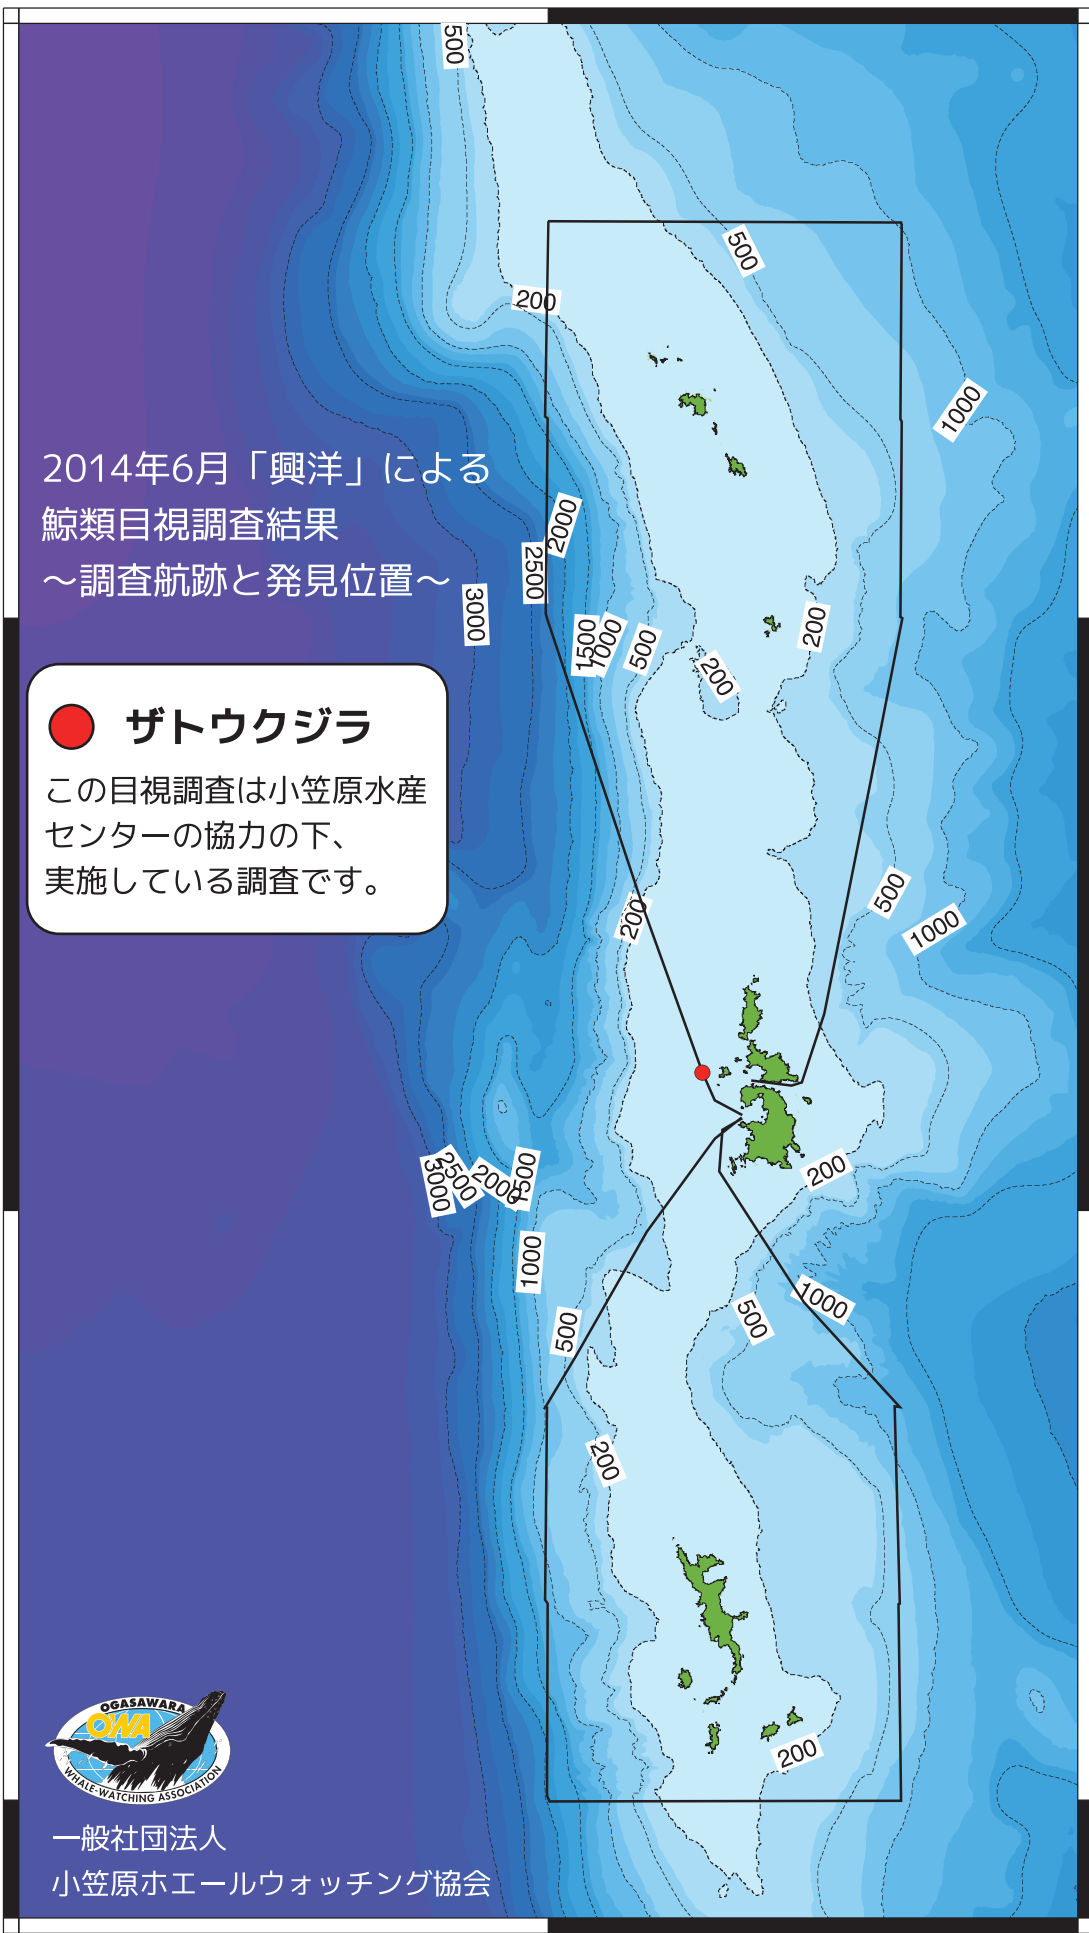 500
500
200
1000
2014年6月「興洋」による
鯨類目視調査結果
～調査航跡と発見位置～
2000
2500
3000
1500
1000
500
200
200
ザトウクジラ
この目視調査は小笠原水産
センターの協力の下、
実施している調査です。
200
500
1000
3000
2500
2000
1500
200
1000
500
500
1000
200
200
OGASAWARA
OWA
WHALE-WATCHING ASSOCIATION
一般社団法人
小笠原ホエールウォッチング協会